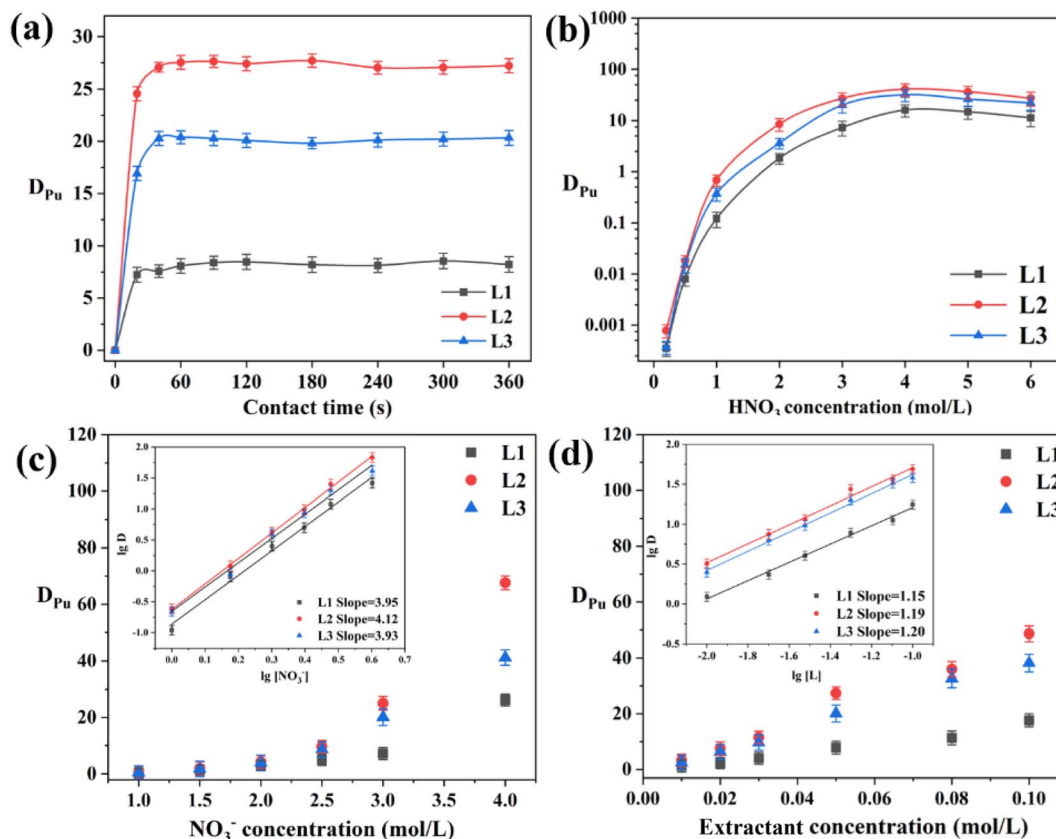 (a)
30
25
20
15
10
5
0
D_Pu
L1
L2
L3
0 60 120 180 240 300 360
Contact time (s)
(b)
1000
100
10
1
0.1
0.01
0.001
D_Pu
L1
L2
L3
0 1 2 3 4 5 6
HNO₃ concentration (mol/L)
(c)
120
100
80
60
40
20
0
D_Pu
L1
L2
L3
2.0
1.5
1.0
0.5
0.0
-0.5
-1.0
lg D
L1 Slope=3.95
L2 Slope=4.12
L3 Slope=3.93
0.0 0.1 0.2 0.3 0.4 0.5 0.6 0.7
lg [NO₃⁻]
1.0 1.5 2.0 2.5 3.0 3.5 4.0
NO₃⁻ concentration (mol/L)
(d)
120
100
80
60
40
20
0
D_Pu
L1
L2
L3
2.0
1.5
1.0
0.5
0.0
-0.5
lg D
L1 Slope=1.15
L2 Slope=1.19
L3 Slope=1.20
-2.0 -1.8 -1.6 -1.4 -1.2 -1.0
lg [L]
0.02 0.04 0.06 0.08 0.10
Extractant concentration (mol/L)